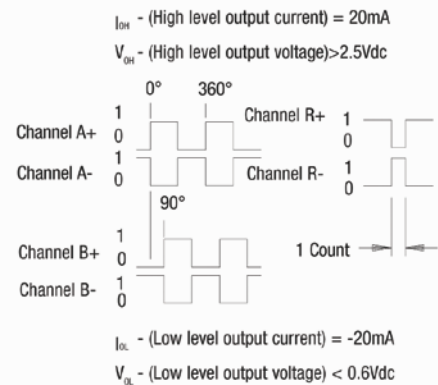 I_OH - (High level output current) = 20mA
V_OH - (High level output voltage)>2.5Vdc
0° 360°
Channel A+ 1 0
Channel A- 1 0
Channel R+ 1 0
Channel R- 1 0
90°
Channel B+ 1 0
Channel B- 1 0
1 Count
I_OL - (Low level output current) = -20mA
V_OL - (Low level output voltage) < 0.6Vdc